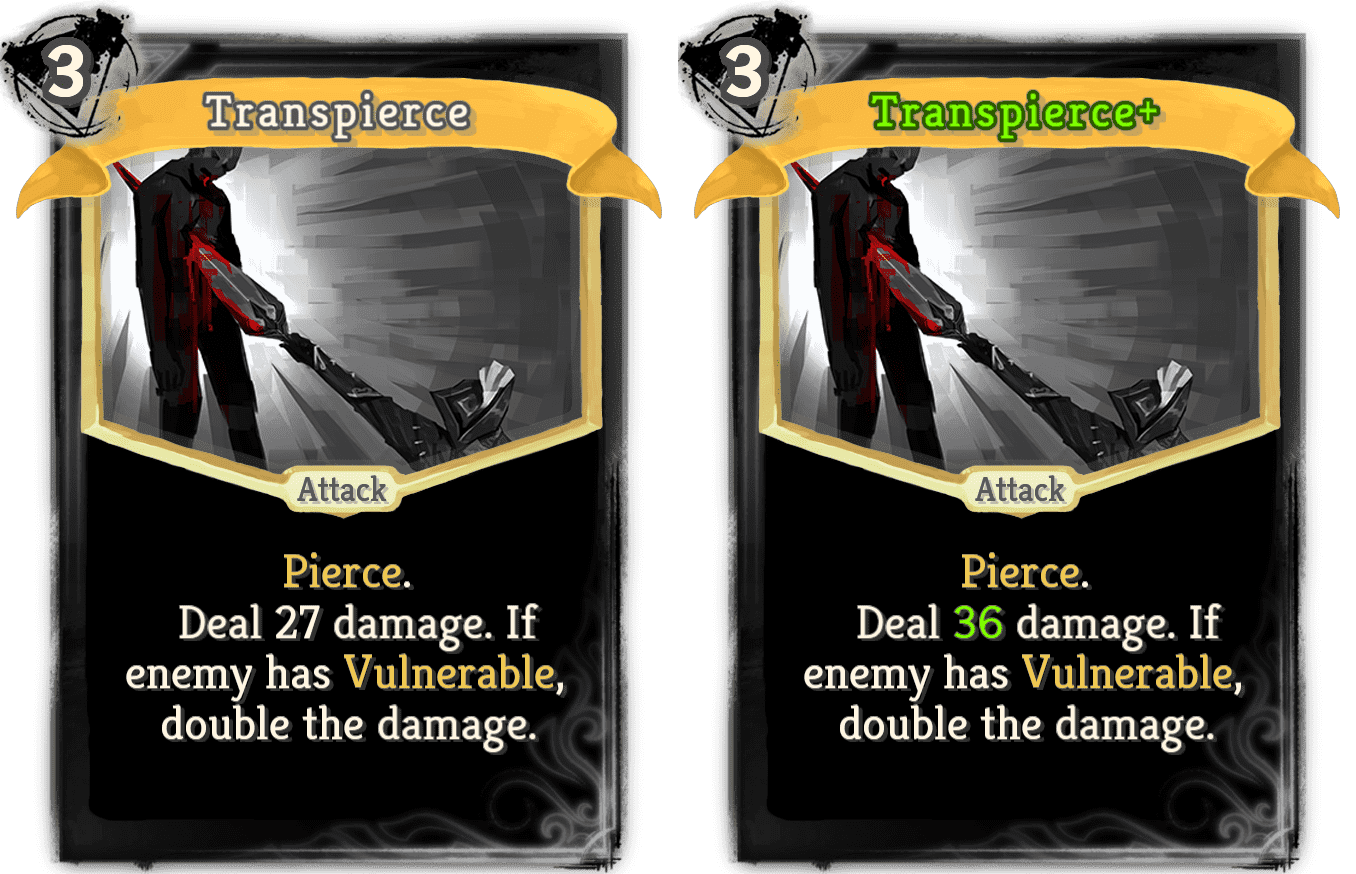 3
Transpierce
Attack
Pierce.
Deal 27 damage. If
enemy has Vulnerable,
double the damage.
3
Transpierce+
Attack
Pierce.
Deal 36 damage. If
enemy has Vulnerable,
double the damage.